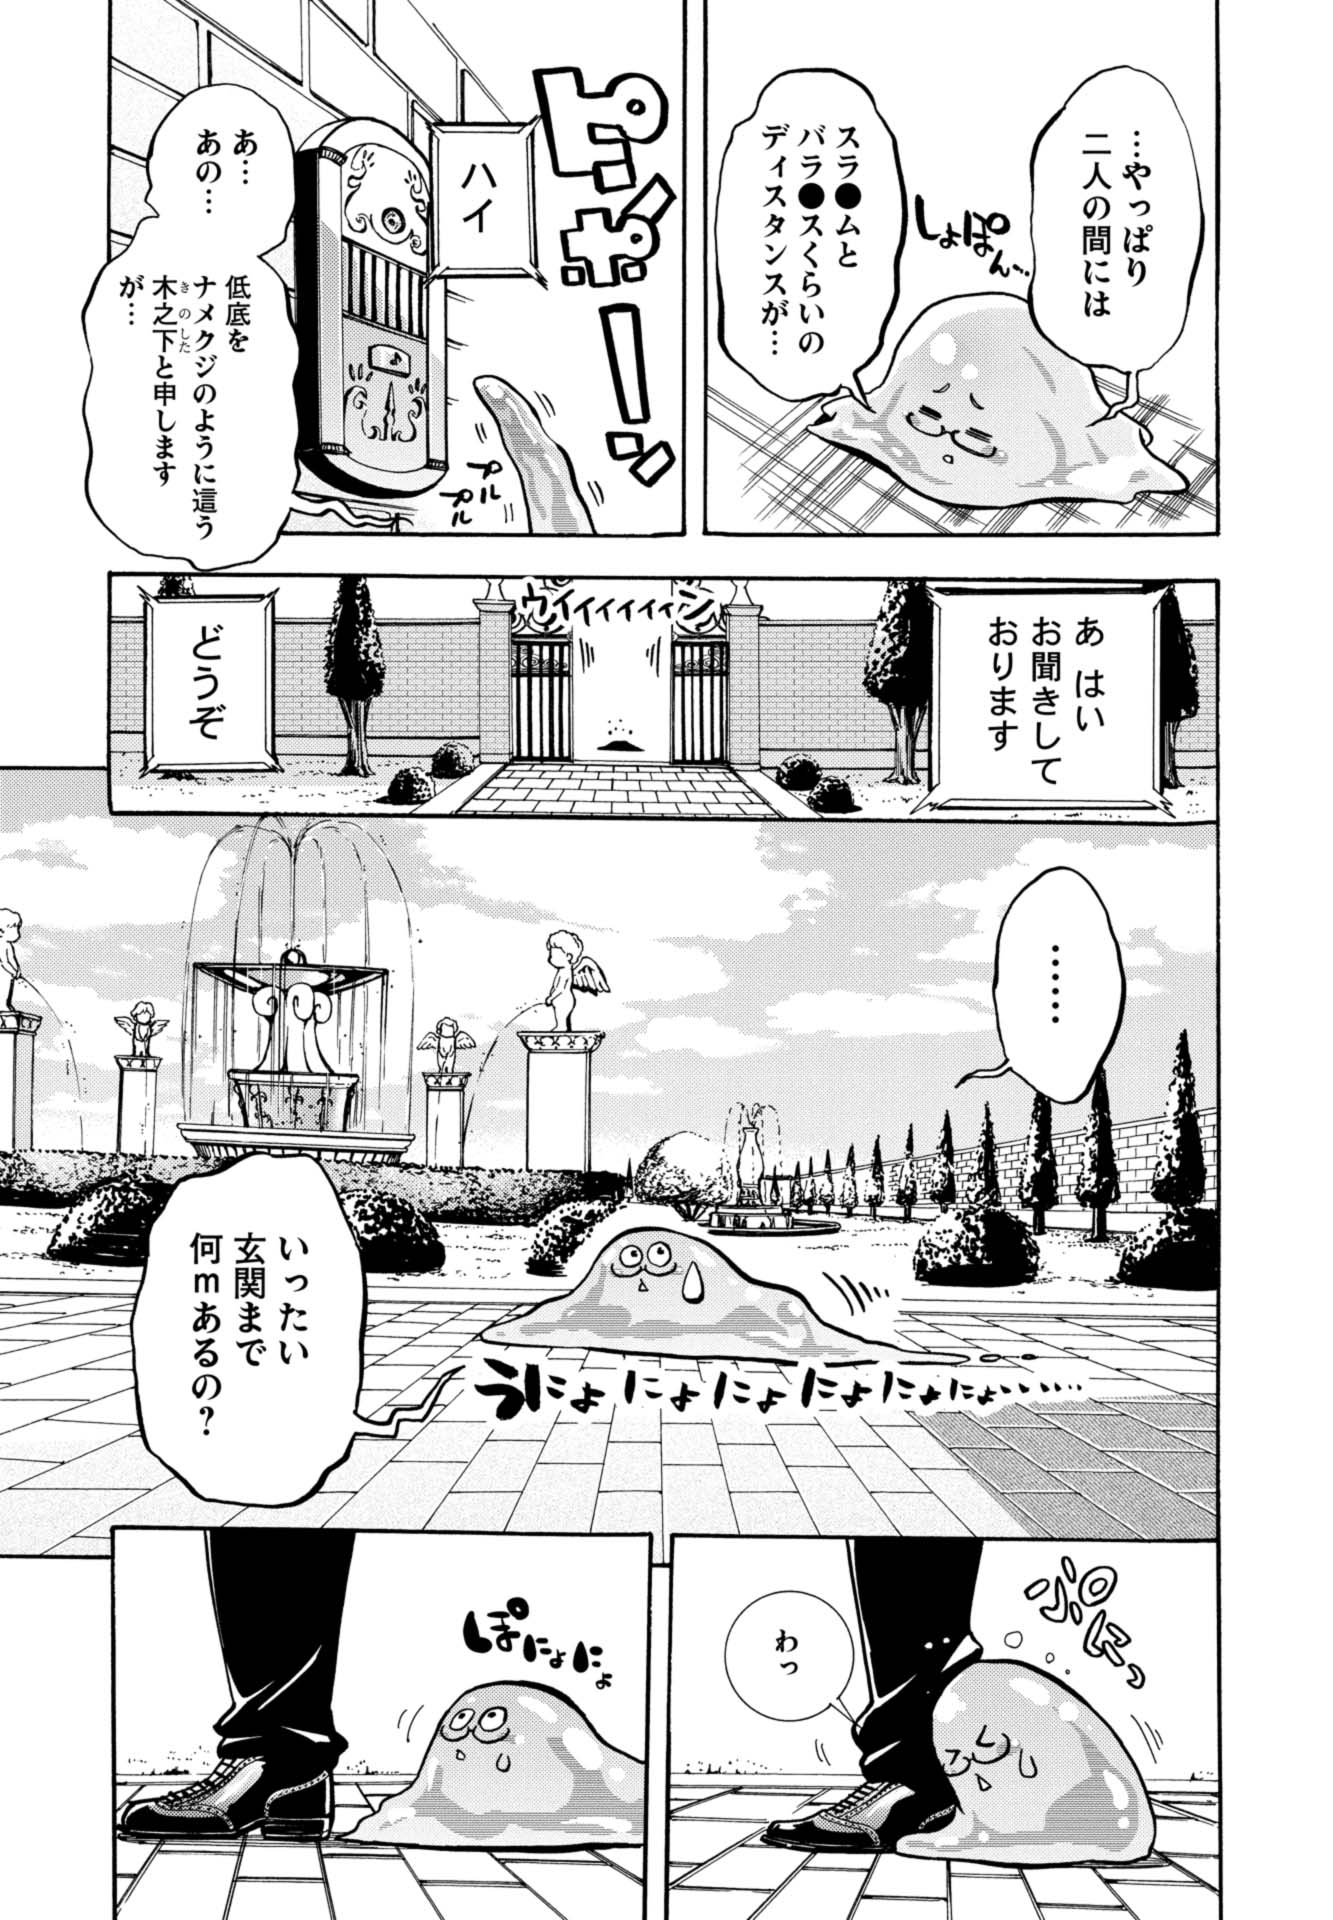 …やっぱり
二人の間には
しょぼん…
スラ●ムと
バラ●スくらいの
ディスタンスが…
ピンポーン
ハイ
プルプル
あ…
あの…
低底を
ナメクジのように這う
木之下と申します
が…
きのした
あ はい
お聞きして
おります
ウイイイイイィン
どうぞ
……
うにょにょにょにょにょにょ……
いったい
玄関まで
何mあるの?
ぷにっ
わっ
ぽにょにょ